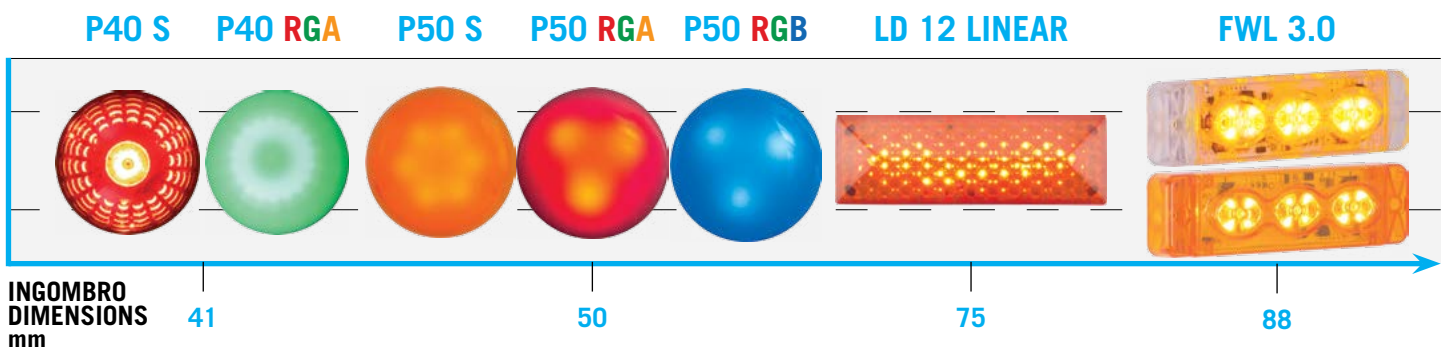 P40 S P40 RGA P50 S P50 RGA P50 RGB LD 12 LINEAR FWL 3.0
INGOMBRO
DIMENSIONS
mm
41 50 75 88